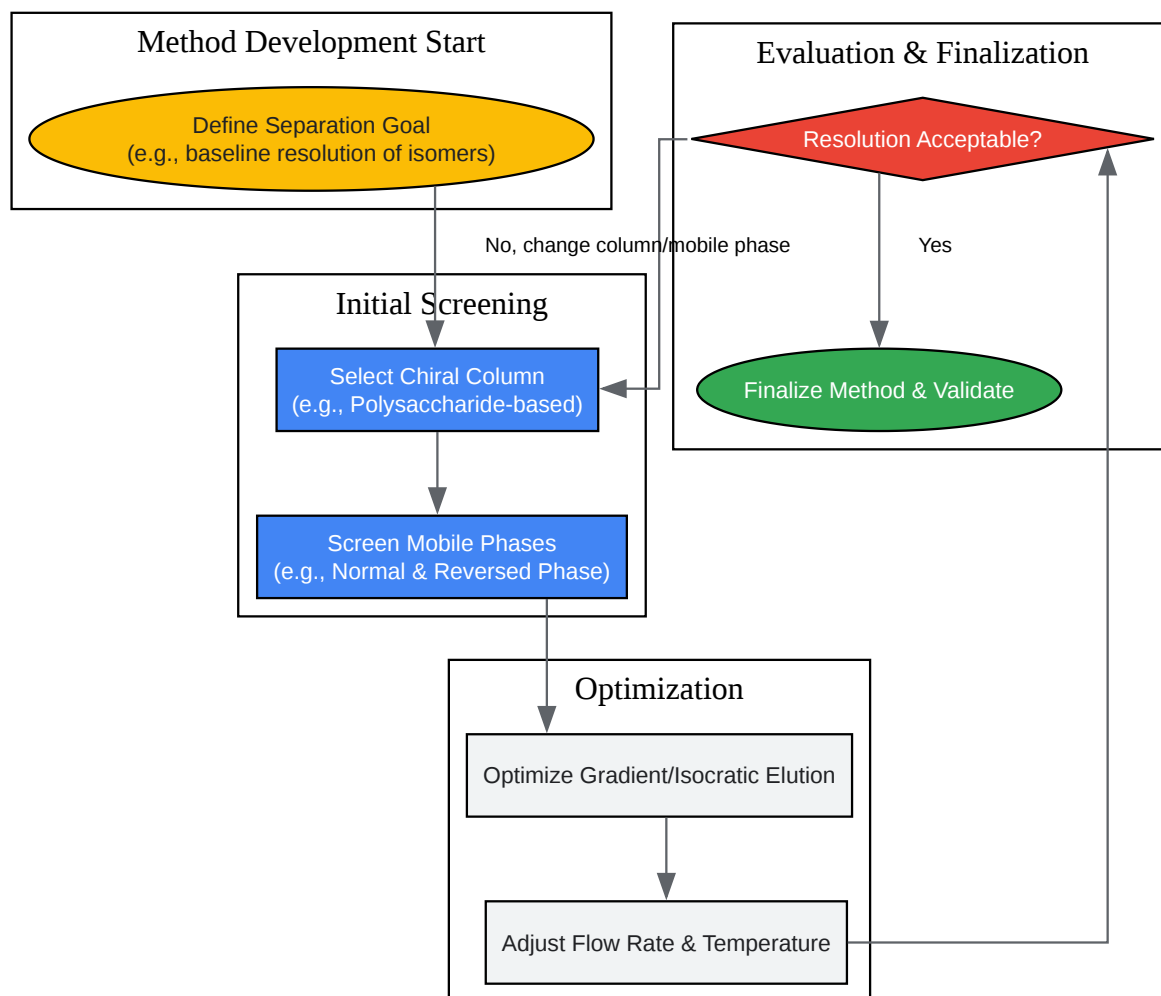 Method Development Start
Define Separation Goal
(e.g., baseline resolution of isomers)
Evaluation & Finalization
Resolution Acceptable?
No, change column/mobile phase
Yes
Initial Screening
Select Chiral Column
(e.g., Polysaccharide-based)
Finalize Method & Validate
Screen Mobile Phases
(e.g., Normal & Reversed Phase)
Optimization
Optimize Gradient/Isocratic Elution
Adjust Flow Rate & Temperature